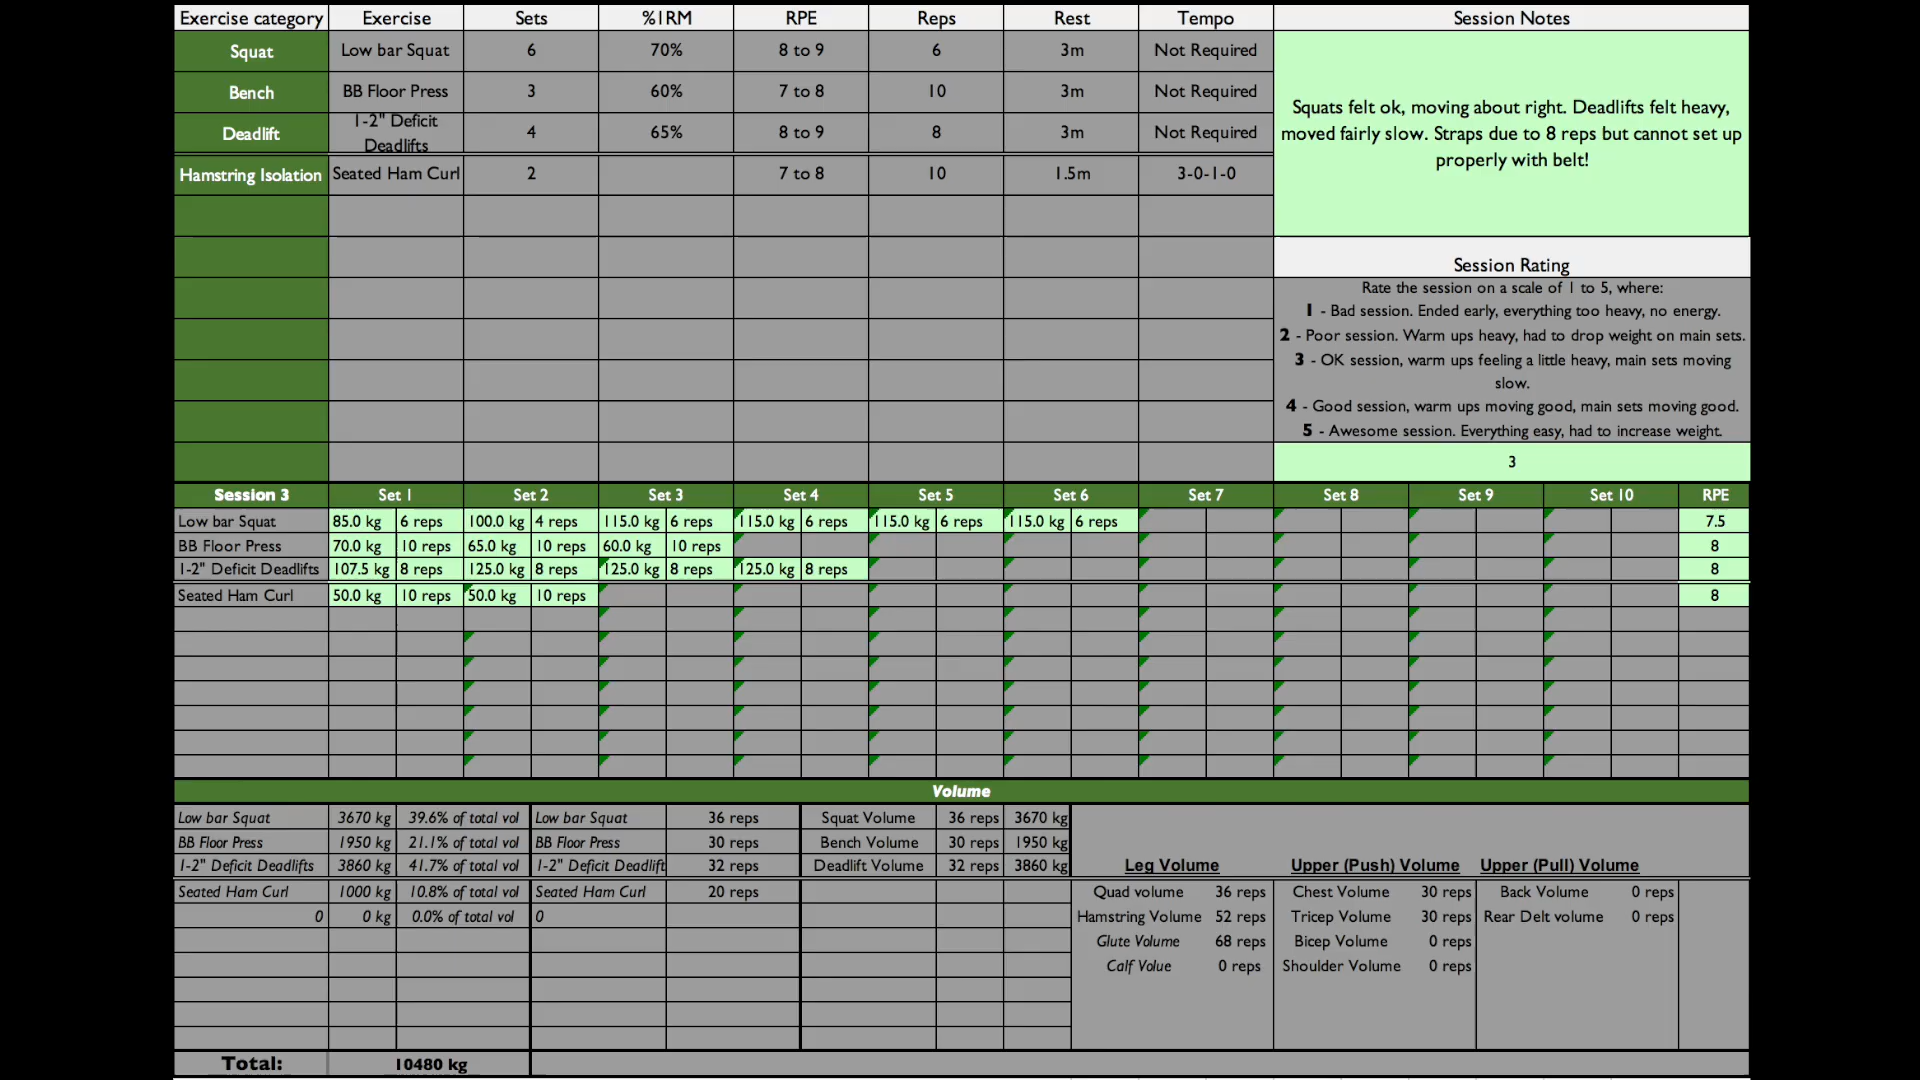 Exercise category Exercise Sets %1RM RPE Reps Rest Tempo Session Notes
Squat Low bar Squat 6 70% 8 to 9 6 3m Not Required
Bench BB Floor Press 3 60% 7 to 8 10 3m Not Required
Deadlift 1-2" Deficit Deadlifts 4 65% 8 to 9 8 3m Not Required
Hamstring Isolation Seated Ham Curl 2 7 to 8 10 1.5m 3-0-1-0
Squats felt ok, moving about right. Deadlifts felt heavy,
moved fairly slow. Straps due to 8 reps but cannot set up
properly with belt!
Session Rating
Rate the session on a scale of 1 to 5, where:
1 - Bad session. Ended early, everything too heavy, no energy.
2 - Poor session. Warm ups heavy, had to drop weight on main sets.
3 - OK session, warm ups feeling a little heavy, main sets moving
slow.
4 - Good session, warm ups moving good, main sets moving good.
5 - Awesome session. Everything easy, had to increase weight.
3
Session 3 Set 1 Set 2 Set 3 Set 4 Set 5 Set 6 Set 7 Set 8 Set 9 Set 10 RPE
Low bar Squat 85.0 kg 6 reps 100.0 kg 4 reps 115.0 kg 6 reps 115.0 kg 6 reps 115.0 kg 6 reps 115.0 kg 6 reps 7.5
BB Floor Press 70.0 kg 10 reps 65.0 kg 10 reps 60.0 kg 10 reps 8
1-2" Deficit Deadlifts 107.5 kg 8 reps 125.0 kg 8 reps 125.0 kg 8 reps 125.0 kg 8 reps 8
Seated Ham Curl 50.0 kg 10 reps 50.0 kg 10 reps 8
Volume
Low bar Squat 3670 kg 39.6% of total vol Low bar Squat 36 reps Squat Volume 36 reps 3670 kg
BB Floor Press 1950 kg 21.1% of total vol BB Floor Press 30 reps Bench Volume 30 reps 1950 kg
1-2" Deficit Deadlifts 3860 kg 41.7% of total vol 1-2" Deficit Deadlift 32 reps Deadlift Volume 32 reps 3860 kg Leg Volume Upper (Push) Volume Upper (Pull) Volume
Seated Ham Curl 1000 kg 10.8% of total vol Seated Ham Curl 20 reps Quad volume 36 reps Chest Volume 30 reps Back Volume 0 reps
0 0 kg 0.0% of total vol 0 Hamstring Volume 52 reps Tricep Volume 30 reps Rear Delt volume 0 reps
Glute Volume 68 reps Bicep Volume 0 reps
Calf Volue 0 reps Shoulder Volume 0 reps
Total: 10480 kg